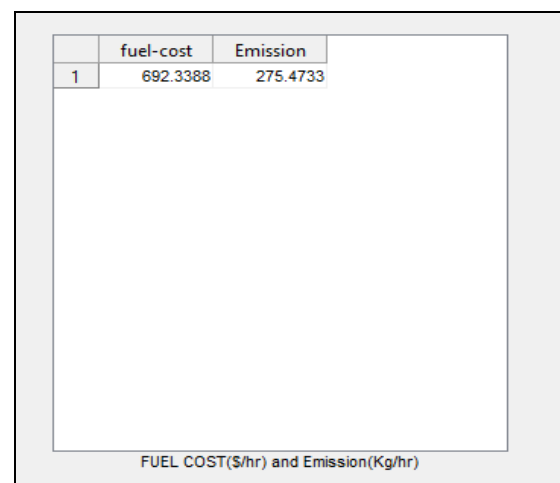 fuel-cost Emission
1 692.3388 275.4733
FUEL COST($/hr) and Emission(Kg/hr)